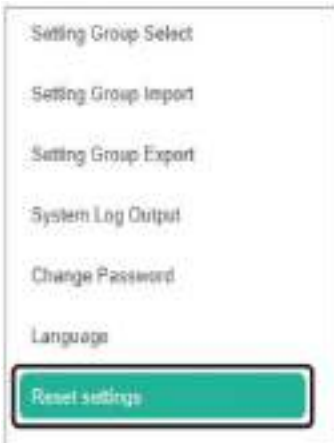 Setting Group Select
Setting Group Import
Setting Group Export
System Log Output
Change Password
Language
Reset settings